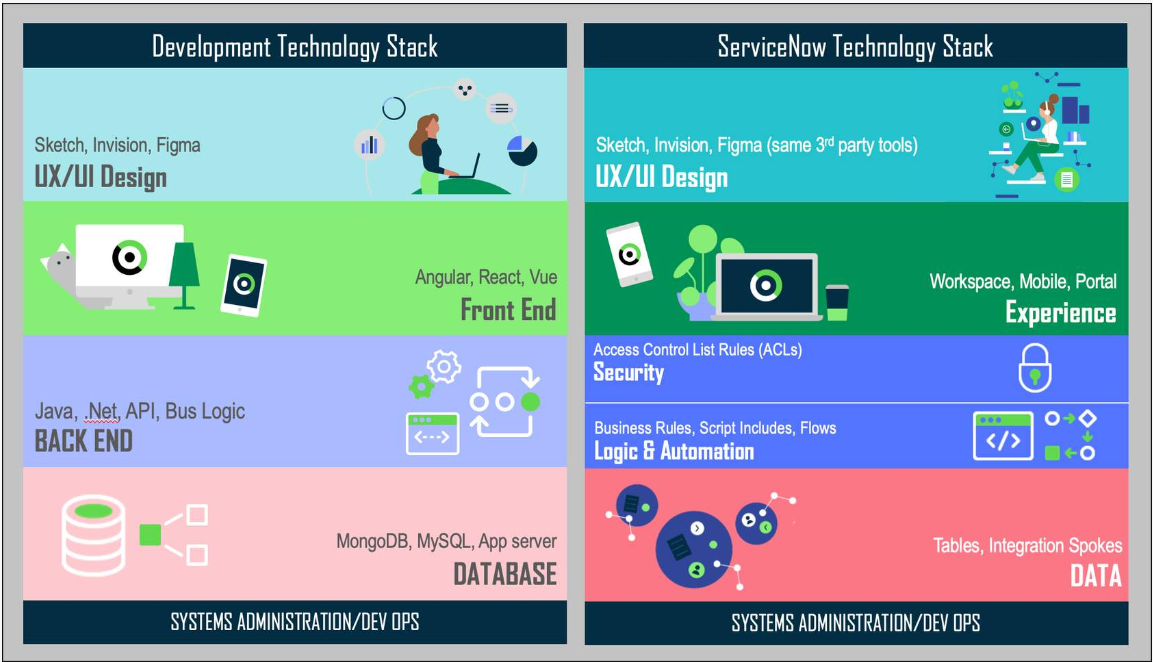 Development Technology Stack
Sketch, Invision, Figma
UX/UI Design
Angular, React, Vue
Front End
Java, .Net, API, Bus Logic
BACK END
MongoDB, MySQL, App server
DATABASE
SYSTEMS ADMINISTRATION/DEV OPS
ServiceNow Technology Stack
Sketch, Invision, Figma (same 3rd party tools)
UX/UI Design
Workspace, Mobile, Portal
Experience
Access Control List Rules (ACLs)
Security
Business Rules, Script Includes, Flows
Logic & Automation
Tables, Integration Spokes
DATA
SYSTEMS ADMINISTRATION/DEV OPS